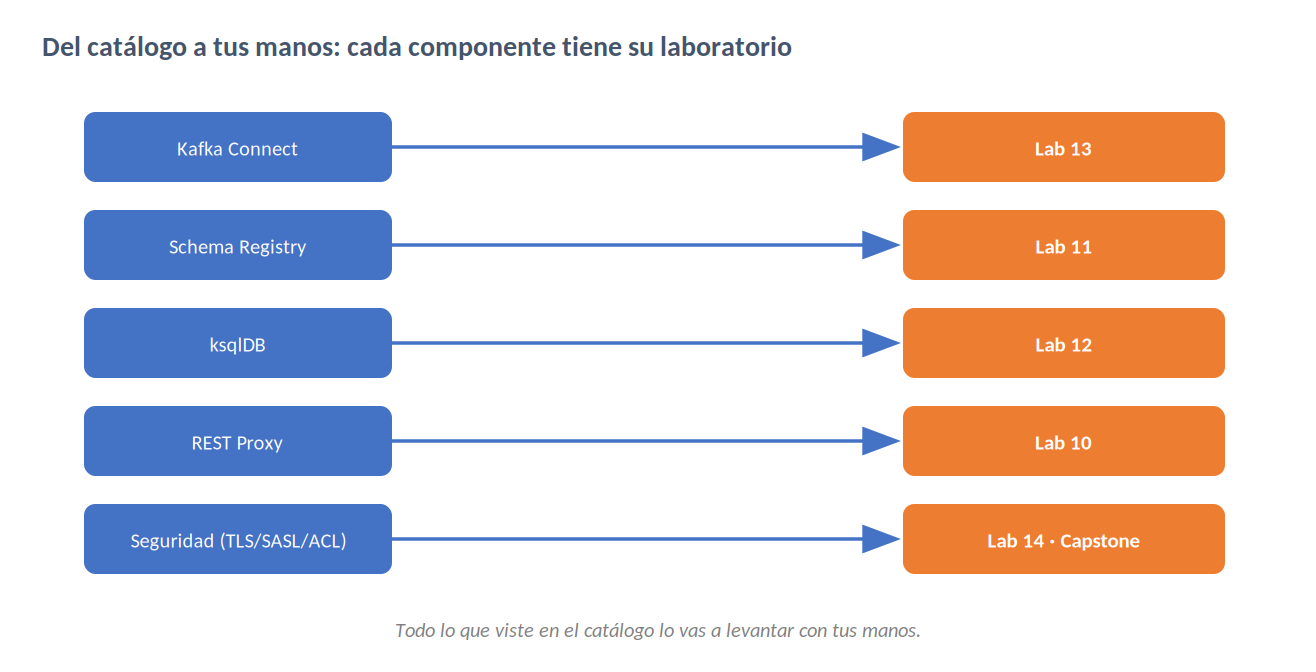 Del catálogo a tus manos: cada componente tiene su laboratorio
Kafka Connect
Lab 13
Schema Registry
Lab 11
ksqlDB
Lab 12
REST Proxy
Lab 10
Seguridad (TLS/SASL/ACL)
Lab 14 · Capstone
Todo lo que viste en el catálogo lo vas a levantar con tus manos.